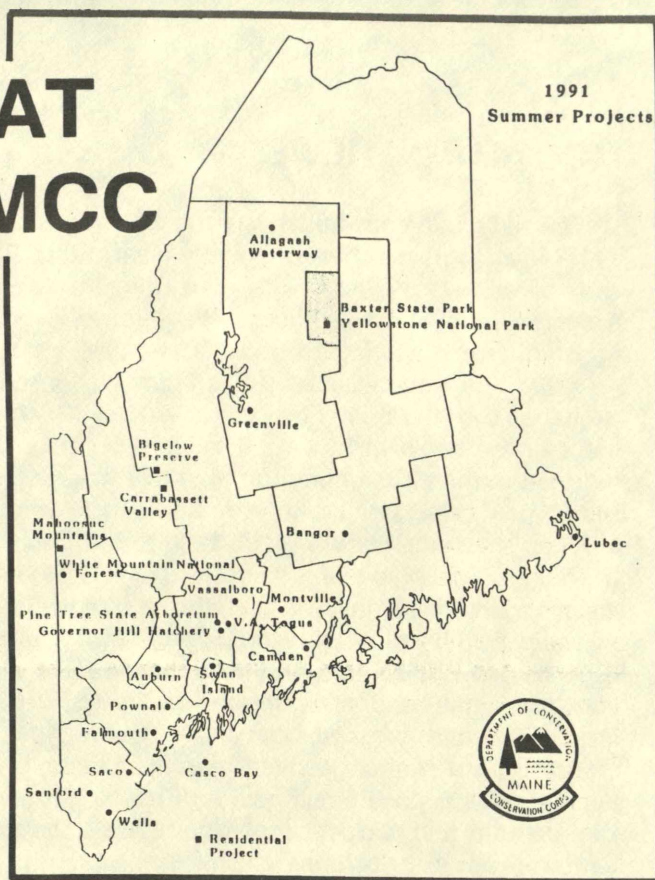 AT
MCC
1991
Summer Projects
Allagash
Waterway
Baxter State Park
Yellowstone National Park
Greenville
Bigelow
Preserve
Carrabassett
Valley
Mahoosuc
Mountains
Bangor
Lubec
White Mountain National
Forest
Vassalboro
Montville
Pine Tree State Arboretum
V.A. Togus
Governor Hill Hatchery
Camden
Auburn
Swan
Island
Pownal
Falmouth
Saco
Casco Bay
Sanford
Wells
Residential
Project
DEPARTMENT OF CONSERVATION
MAINE
CONSERVATION CORPS